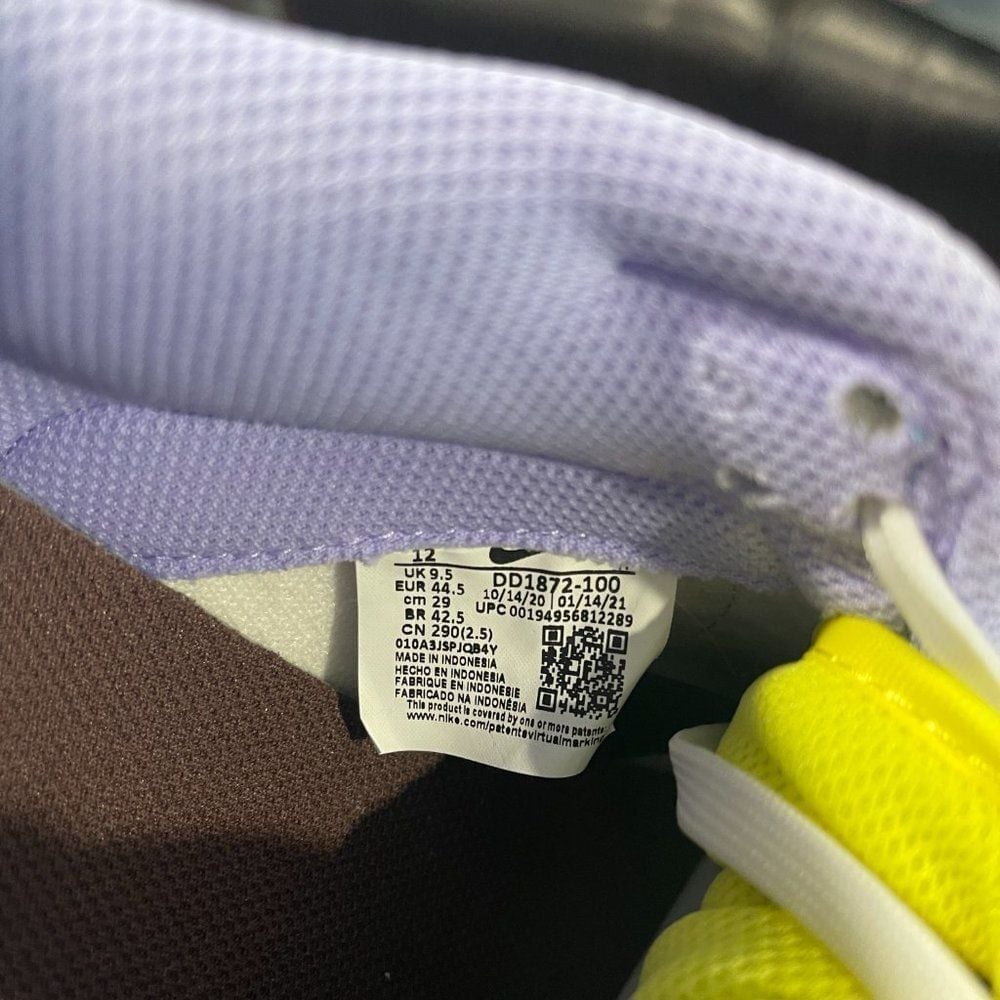 12
UK 9.5
EUR 44.5
cm 29
BR 42.5
CN 290(2.5)
010A3JSPJQB4Y
DD1872-100
10/14/20 01/14/21
UPC 00194956812289
MADE IN INDONESIA
HECHO EN INDONESIA
FABRIQUE EN INDONESIE
FABRICADO NA INDONÉSIA
This product is covered by one or more patents.
www.nike.com/patentsvirtualmarking